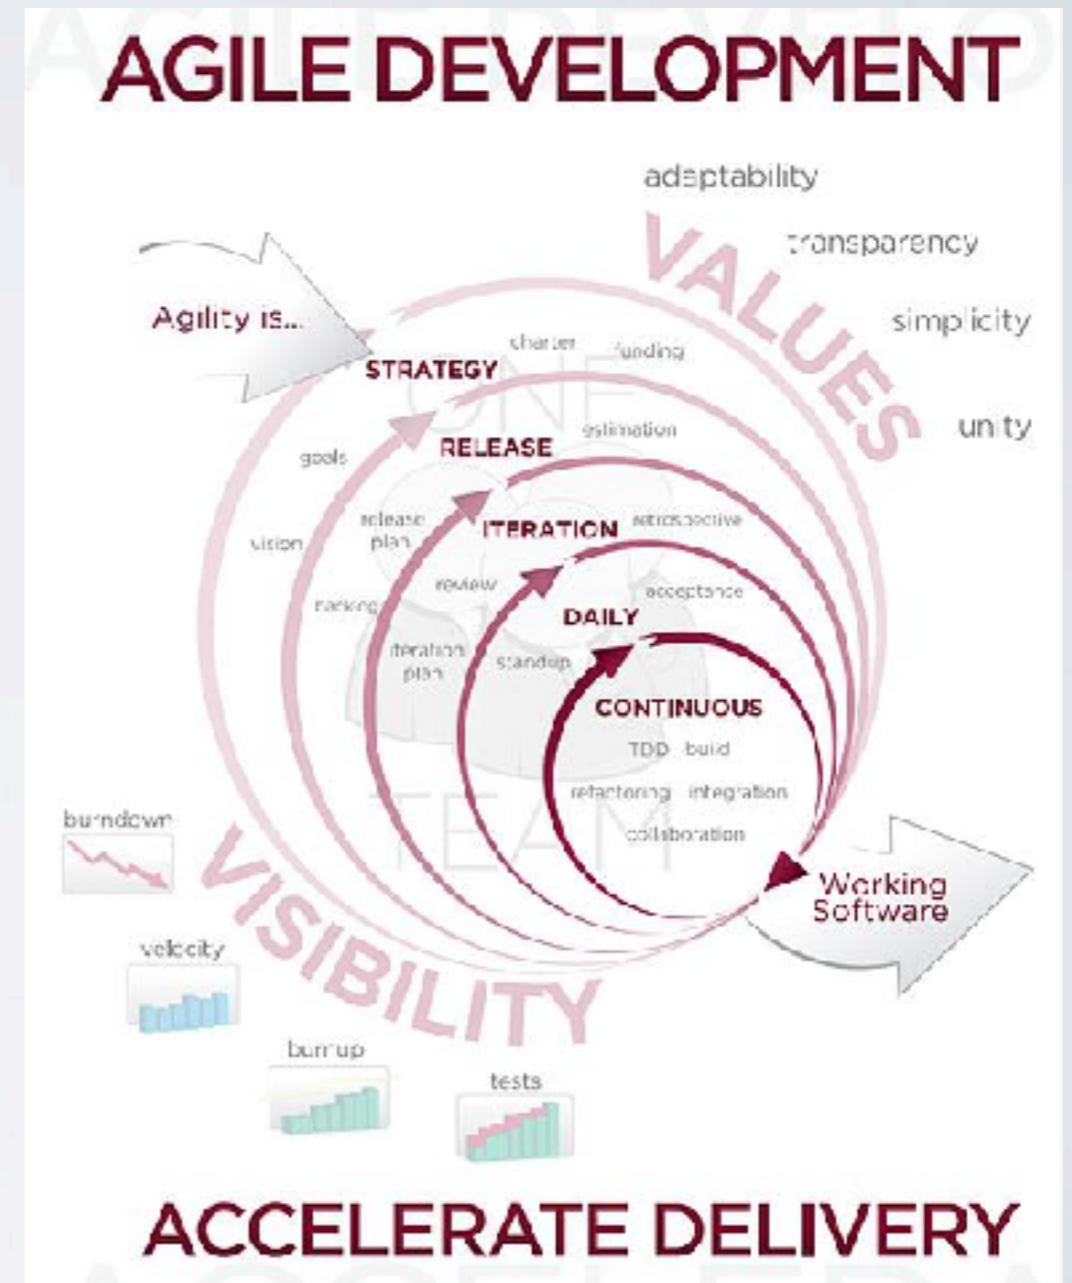 AGILE DEVELOPMENT
adaptability
VALUES
transparency
Agility is...
simplicity
charter
funding
STRATEGY
ONE
unity
estimation
RELEASE
goals
release
plan
retrospective
ITERATION
vision
review
acceptance
DAILY
iteration
plan
standup
CONTINUOUS
TDD build
refactoring integration
collaboration
TEAM
burndown
VISIBILITY
Working
Software
velocity
burnup
tests
ACCELERATE DELIVERY